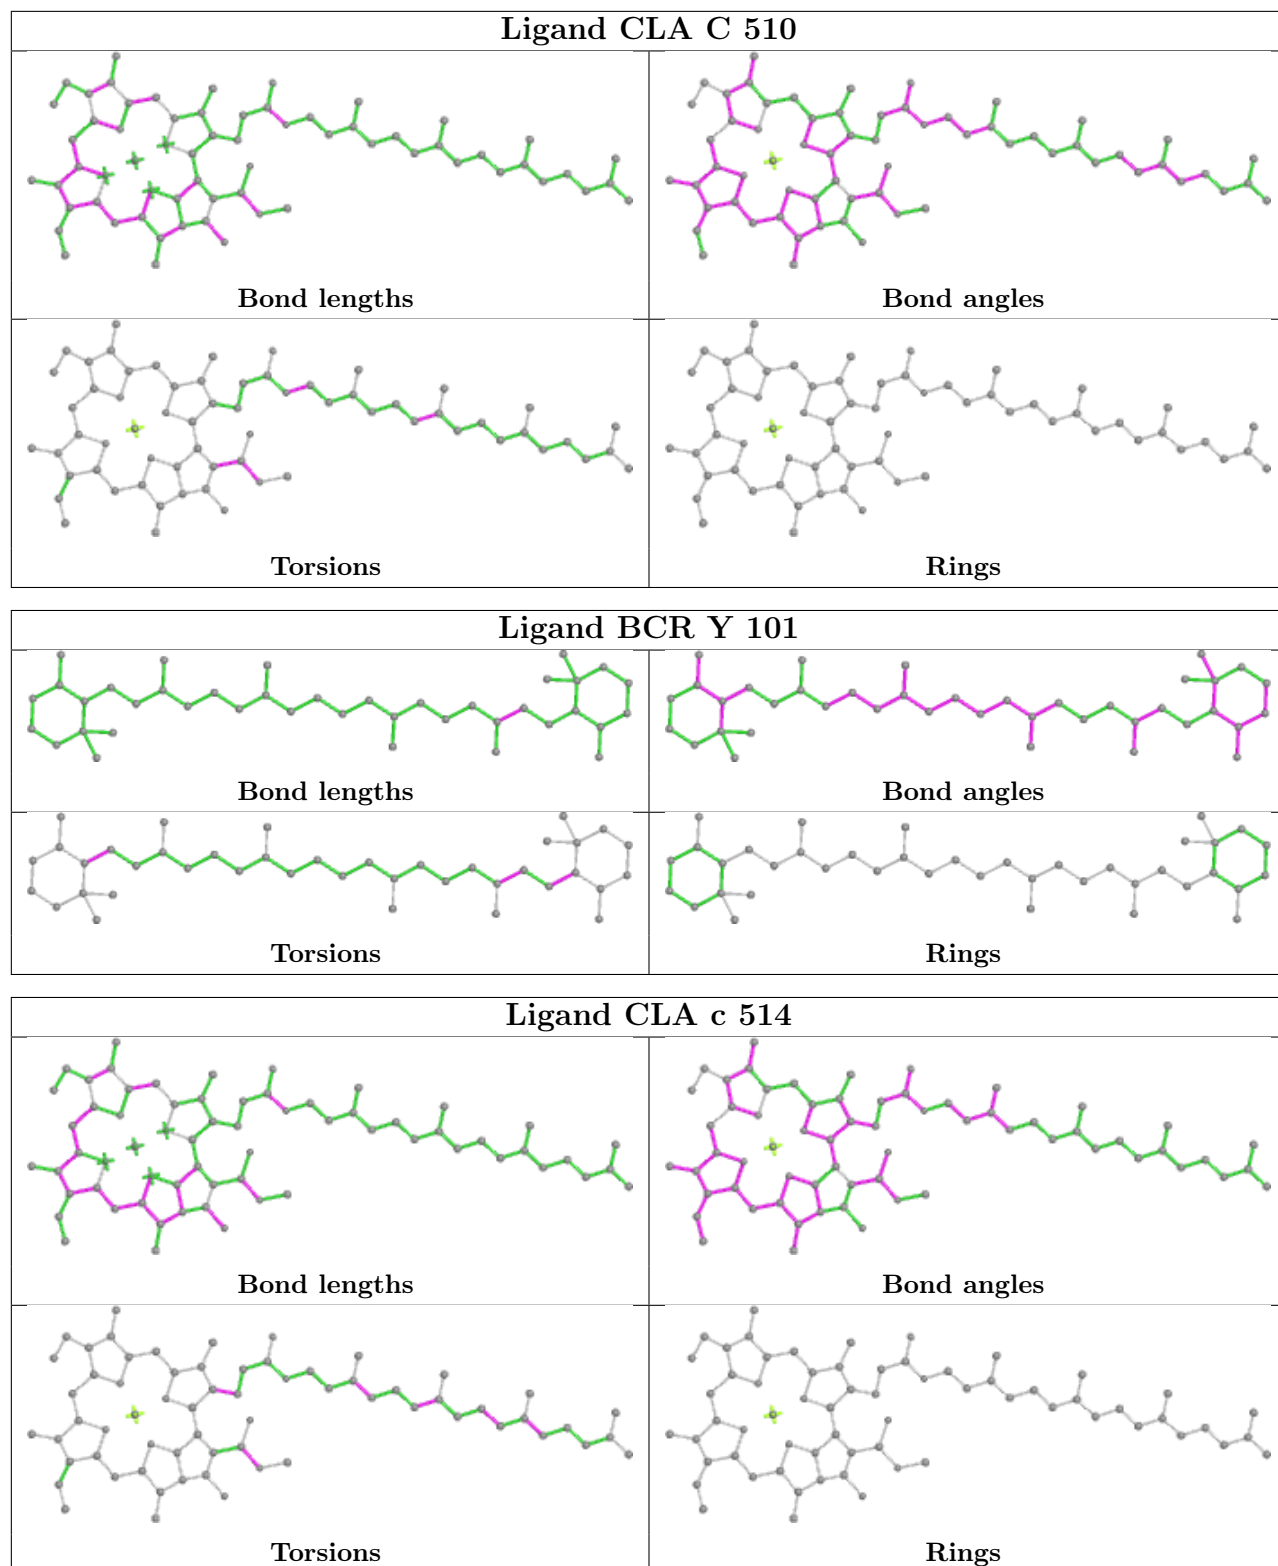 Ligand CLA C 510
Bond lengths
Bond angles
Torsions
Rings
Ligand BCR Y 101
Bond lengths
Bond angles
Torsions
Rings
Ligand CLA c 514
Bond lengths
Bond angles
Torsions
Rings